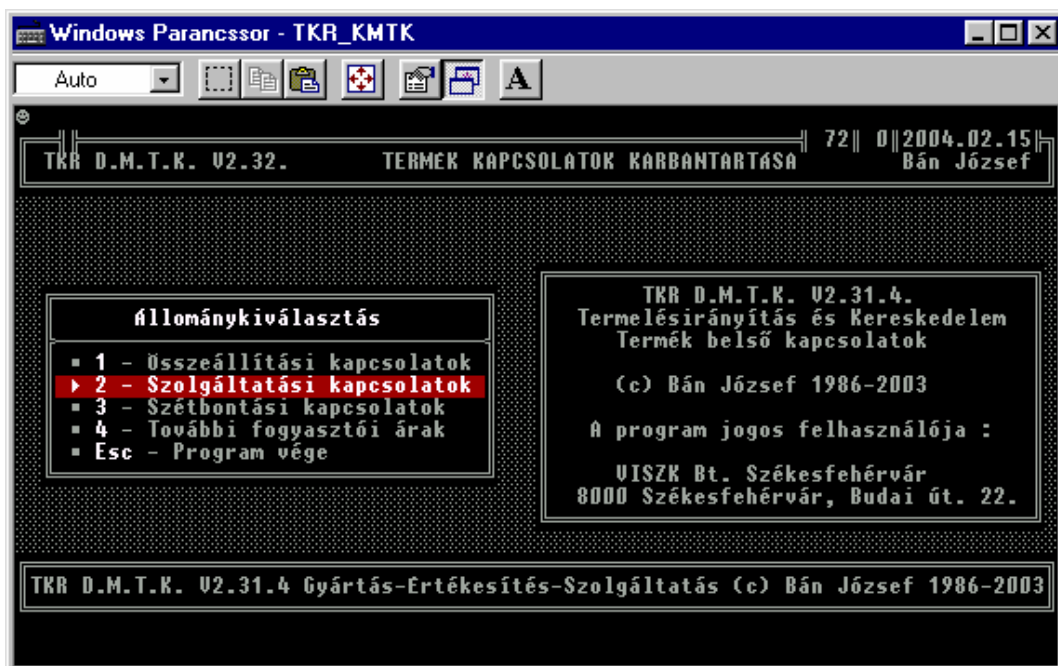 Windows Parancssor - TKR_KMTK
Auto
A
72 0 2004.02.15
TKR D.M.T.K. V2.32. TERMÉK KAPCSOLATOK KARBANTARTÁSA Bán József
Állománykiválasztás
1 - Összeállítási kapcsolatok
2 - Szolgáltatási kapcsolatok
3 - Szétbontási kapcsolatok
4 - További fogyasztói árak
Esc - Program vége
TKR D.M.T.K. V2.31.4.
Termelésirányítás és Kereskedelem
Termék belső kapcsolatok
(c) Bán József 1986-2003
A program jogos felhasználója :
VISZK Bt. Székesfehérvár
8000 Székesfehérvár, Budai út. 22.
TKR D.M.T.K. V2.31.4 Gyártás-Értékesítés-Szolgáltatás (c) Bán József 1986-2003